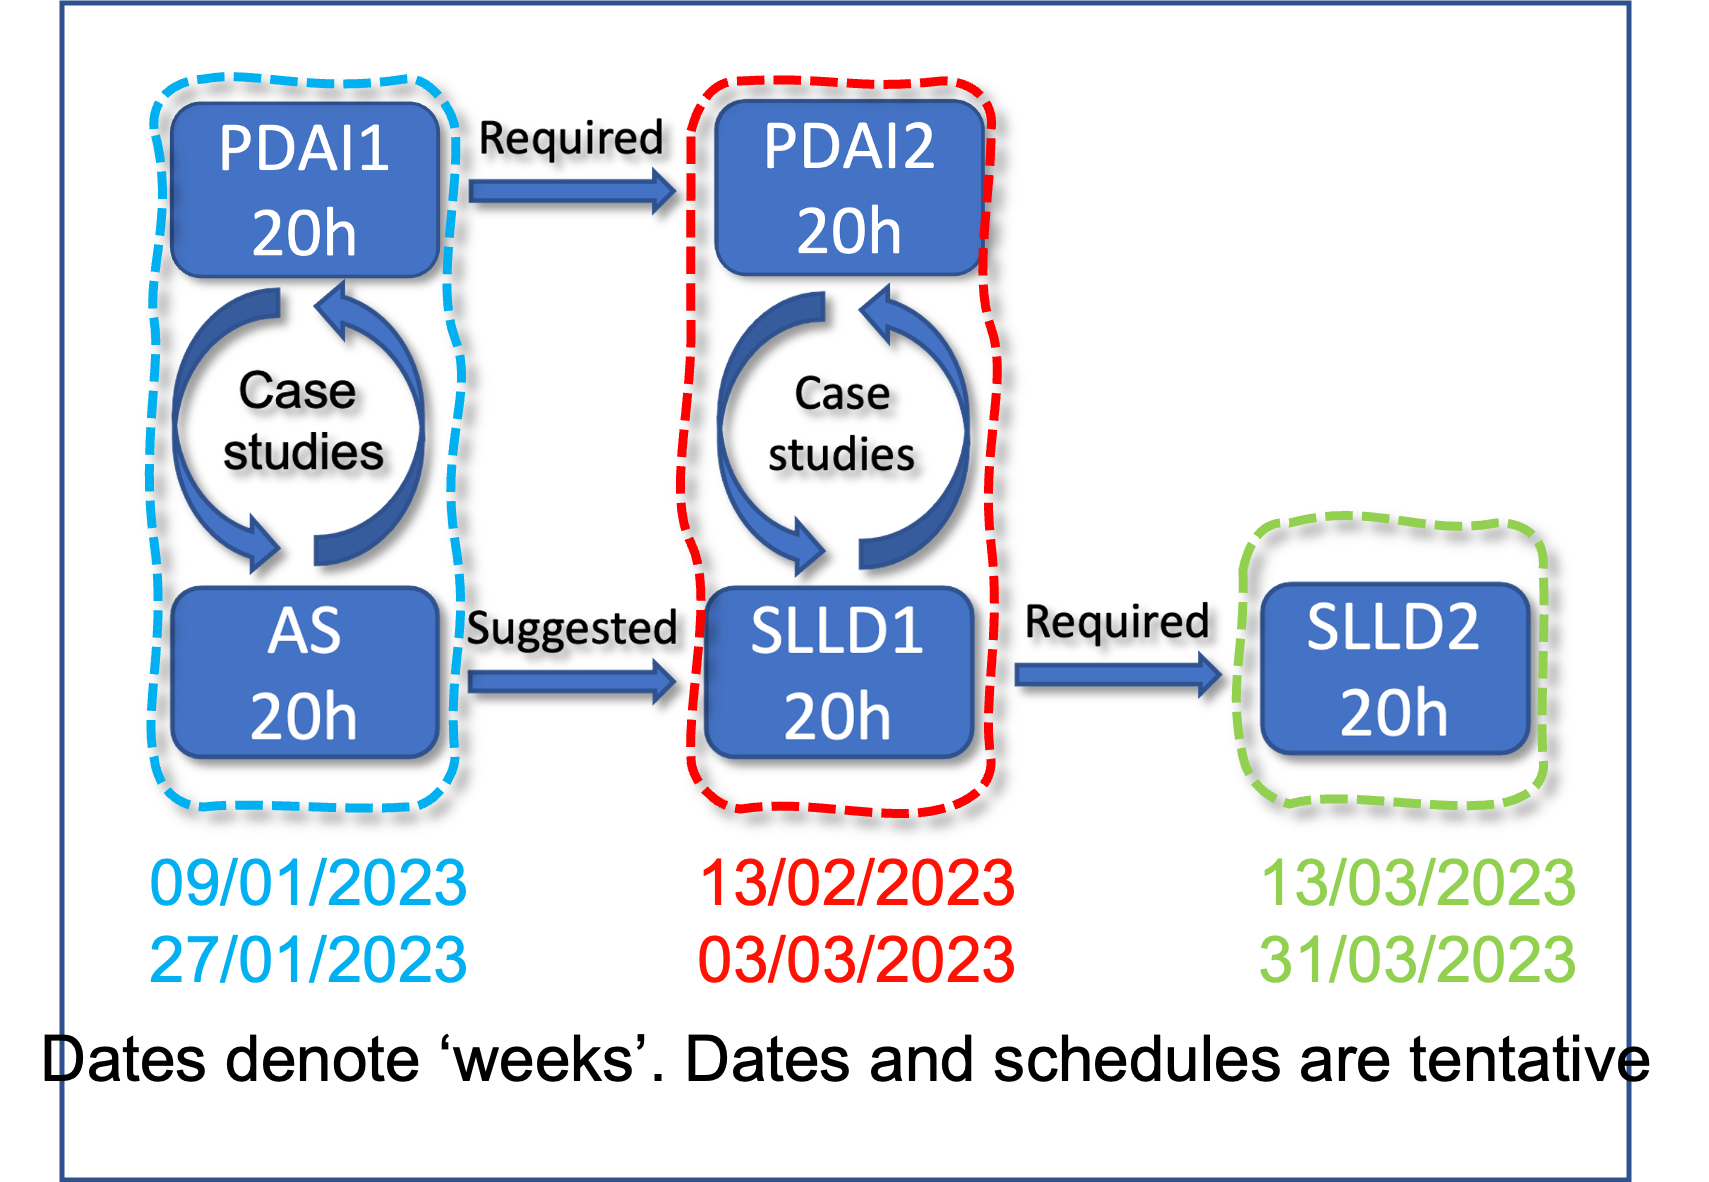 PDAI1
20h
Required
PDAI2
20h
Case
studies
Case
studies
AS
20h
Suggested
SLLD1
20h
Required
SLLD2
20h
09/01/2023
27/01/2023
13/02/2023
03/03/2023
13/03/2023
31/03/2023
Dates denote ‘weeks’. Dates and schedules are tentative